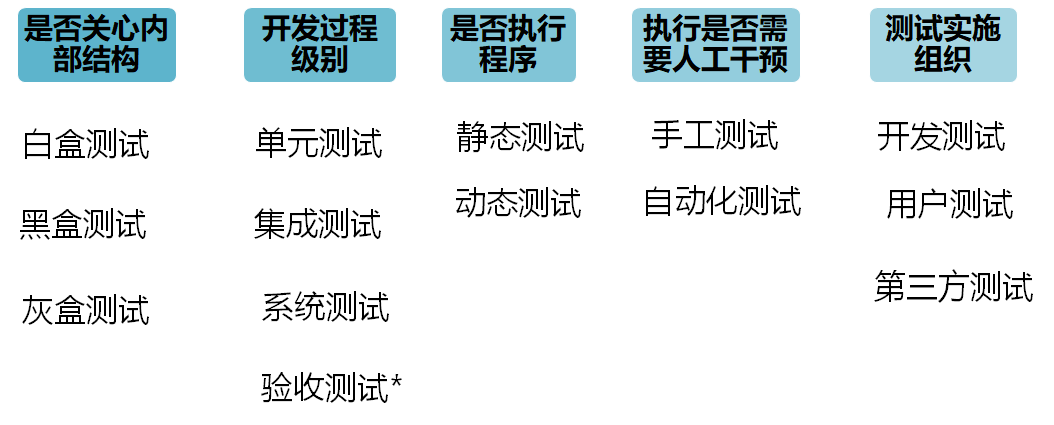 是否关心内
部结构
开发过程
级别
是否执行
程序
执行是否需
要人工干预
测试实施
组织
白盒测试
单元测试
静态测试
手工测试
开发测试
黑盒测试
集成测试
动态测试
自动化测试
用户测试
灰盒测试
系统测试
第三方测试
验收测试*